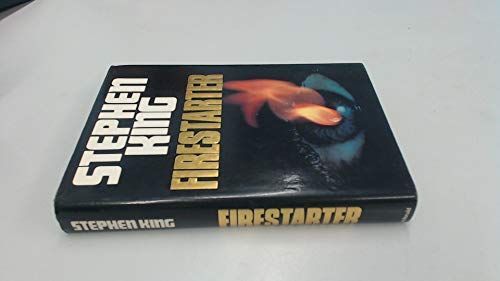 STEPHEN
KING
FIRESTARTER
STEPHEN KING
FIRESTARTER